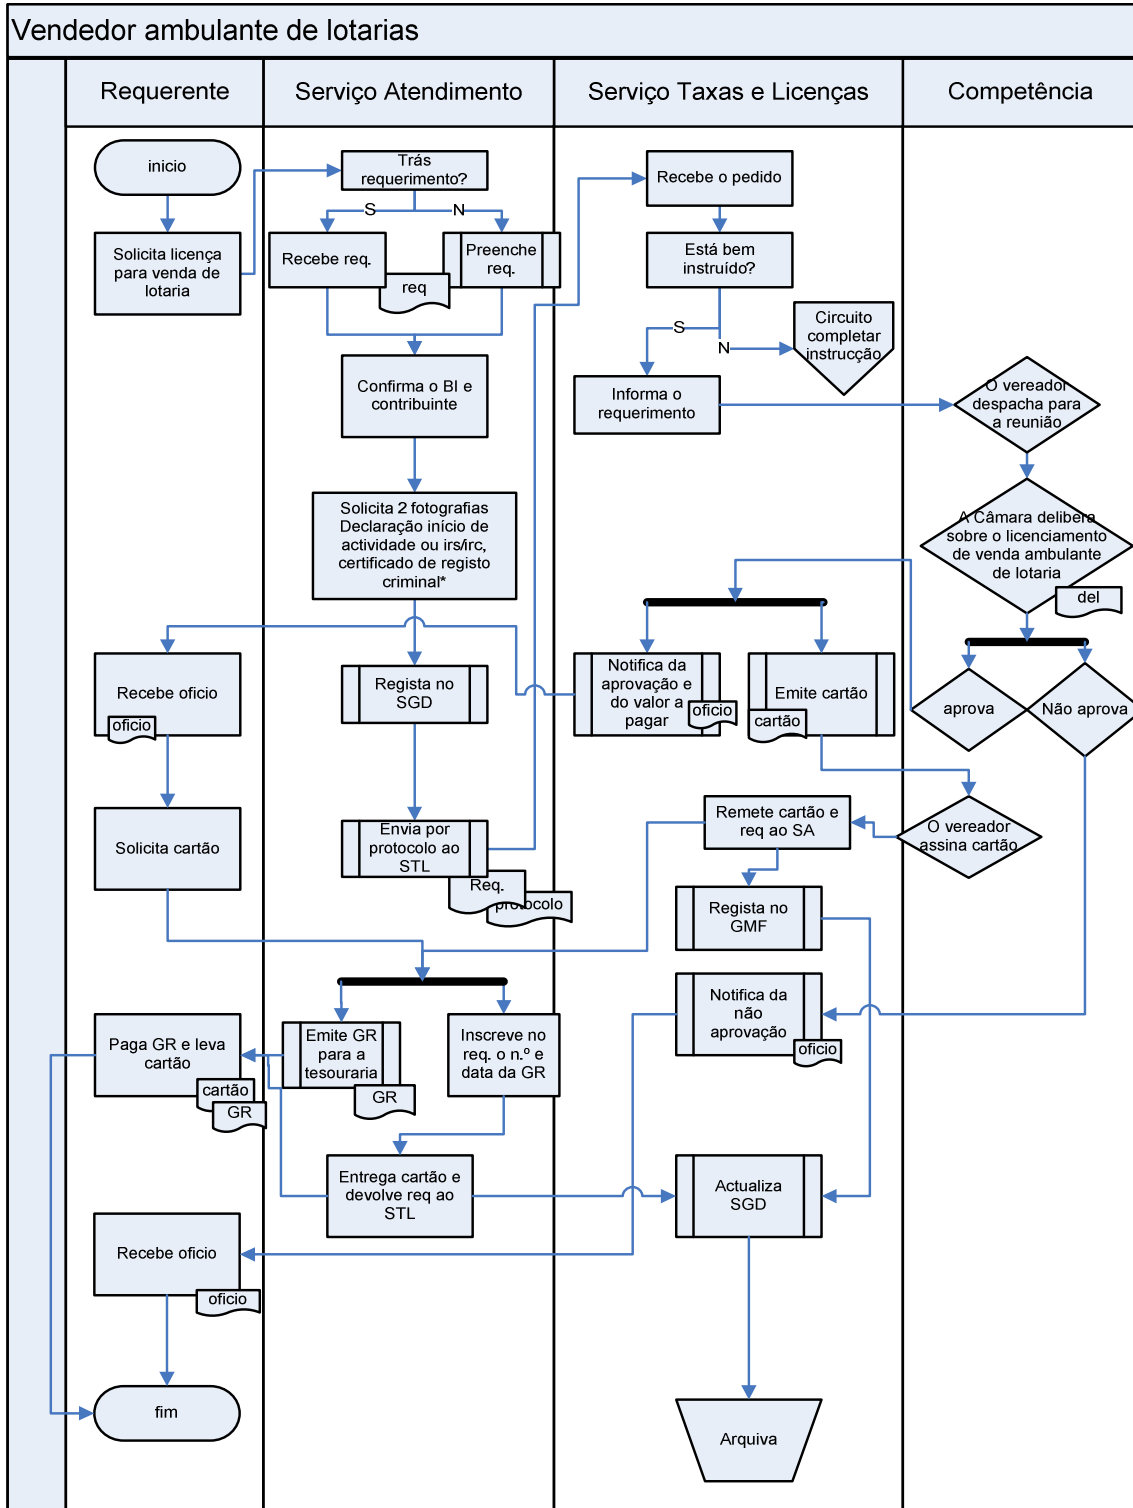 Vendedor ambulante de lotarias
Requerente
Serviço Atendimento
Serviço Taxas e Licenças
Competência
inicio
Trás
requerimento?
Recebe o pedido
S
N
Solicita licença
para venda de
lotaria
Recebe req.
Preenche
req.
req
Está bem
instruído?
S
N
Circuito
completar
instrucção
Confirma o BI e
contribuinte
Informa o
requerimento
O vereador
despacha para
a reunião
Solicita 2 fotografias
Declaração início de
actividade ou irs/irc,
certificado de registo
criminal*
A Câmara delibera
sobre o licenciamento
de venda ambulante
de lotaria
del
Recebe oficio
oficio
Regista no
SGD
Notifica da
aprovação e
do valor a
pagar
oficio
Emite cartão
cartão
aprova
Não aprova
Solicita cartão
Envia por
protocolo ao
STL
Req.
protocolo
Remete cartão e
req ao SA
O vereador
assina cartão
Regista no
GMF
Notifica da
não
aprovação
oficio
Paga GR e leva
cartão
cartão
GR
Emite GR
para a
tesouraria
GR
Inscreve no
req. o n.º e
data da GR
Entrega cartão e
devolve req ao
STL
Actualiza
SGD
Recebe oficio
oficio
fim
Arquiva